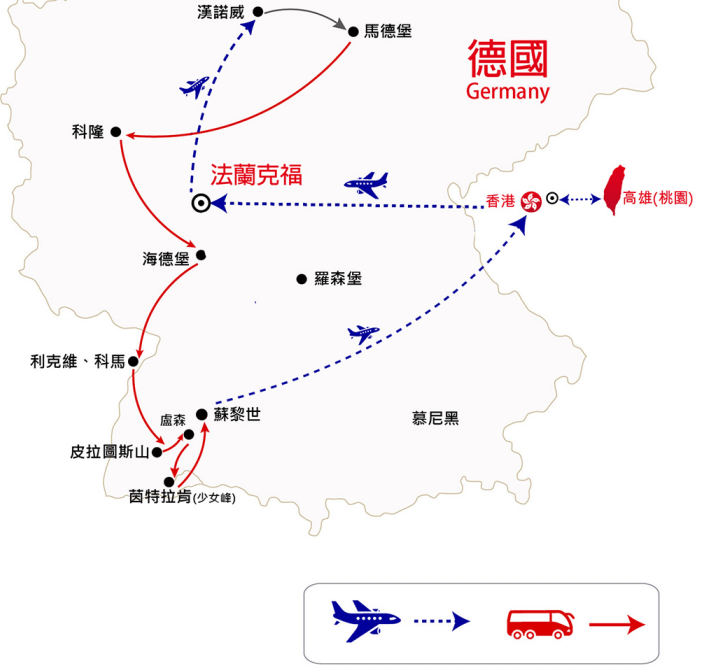 漢諾威
馬德堡
德國
Germany
科隆
法蘭克福
香港
高雄(桃園)
海德堡
羅森堡
利克維、科馬
盧森
蘇黎世
慕尼黑
皮拉圖斯山
茵特拉肯(少女峰)